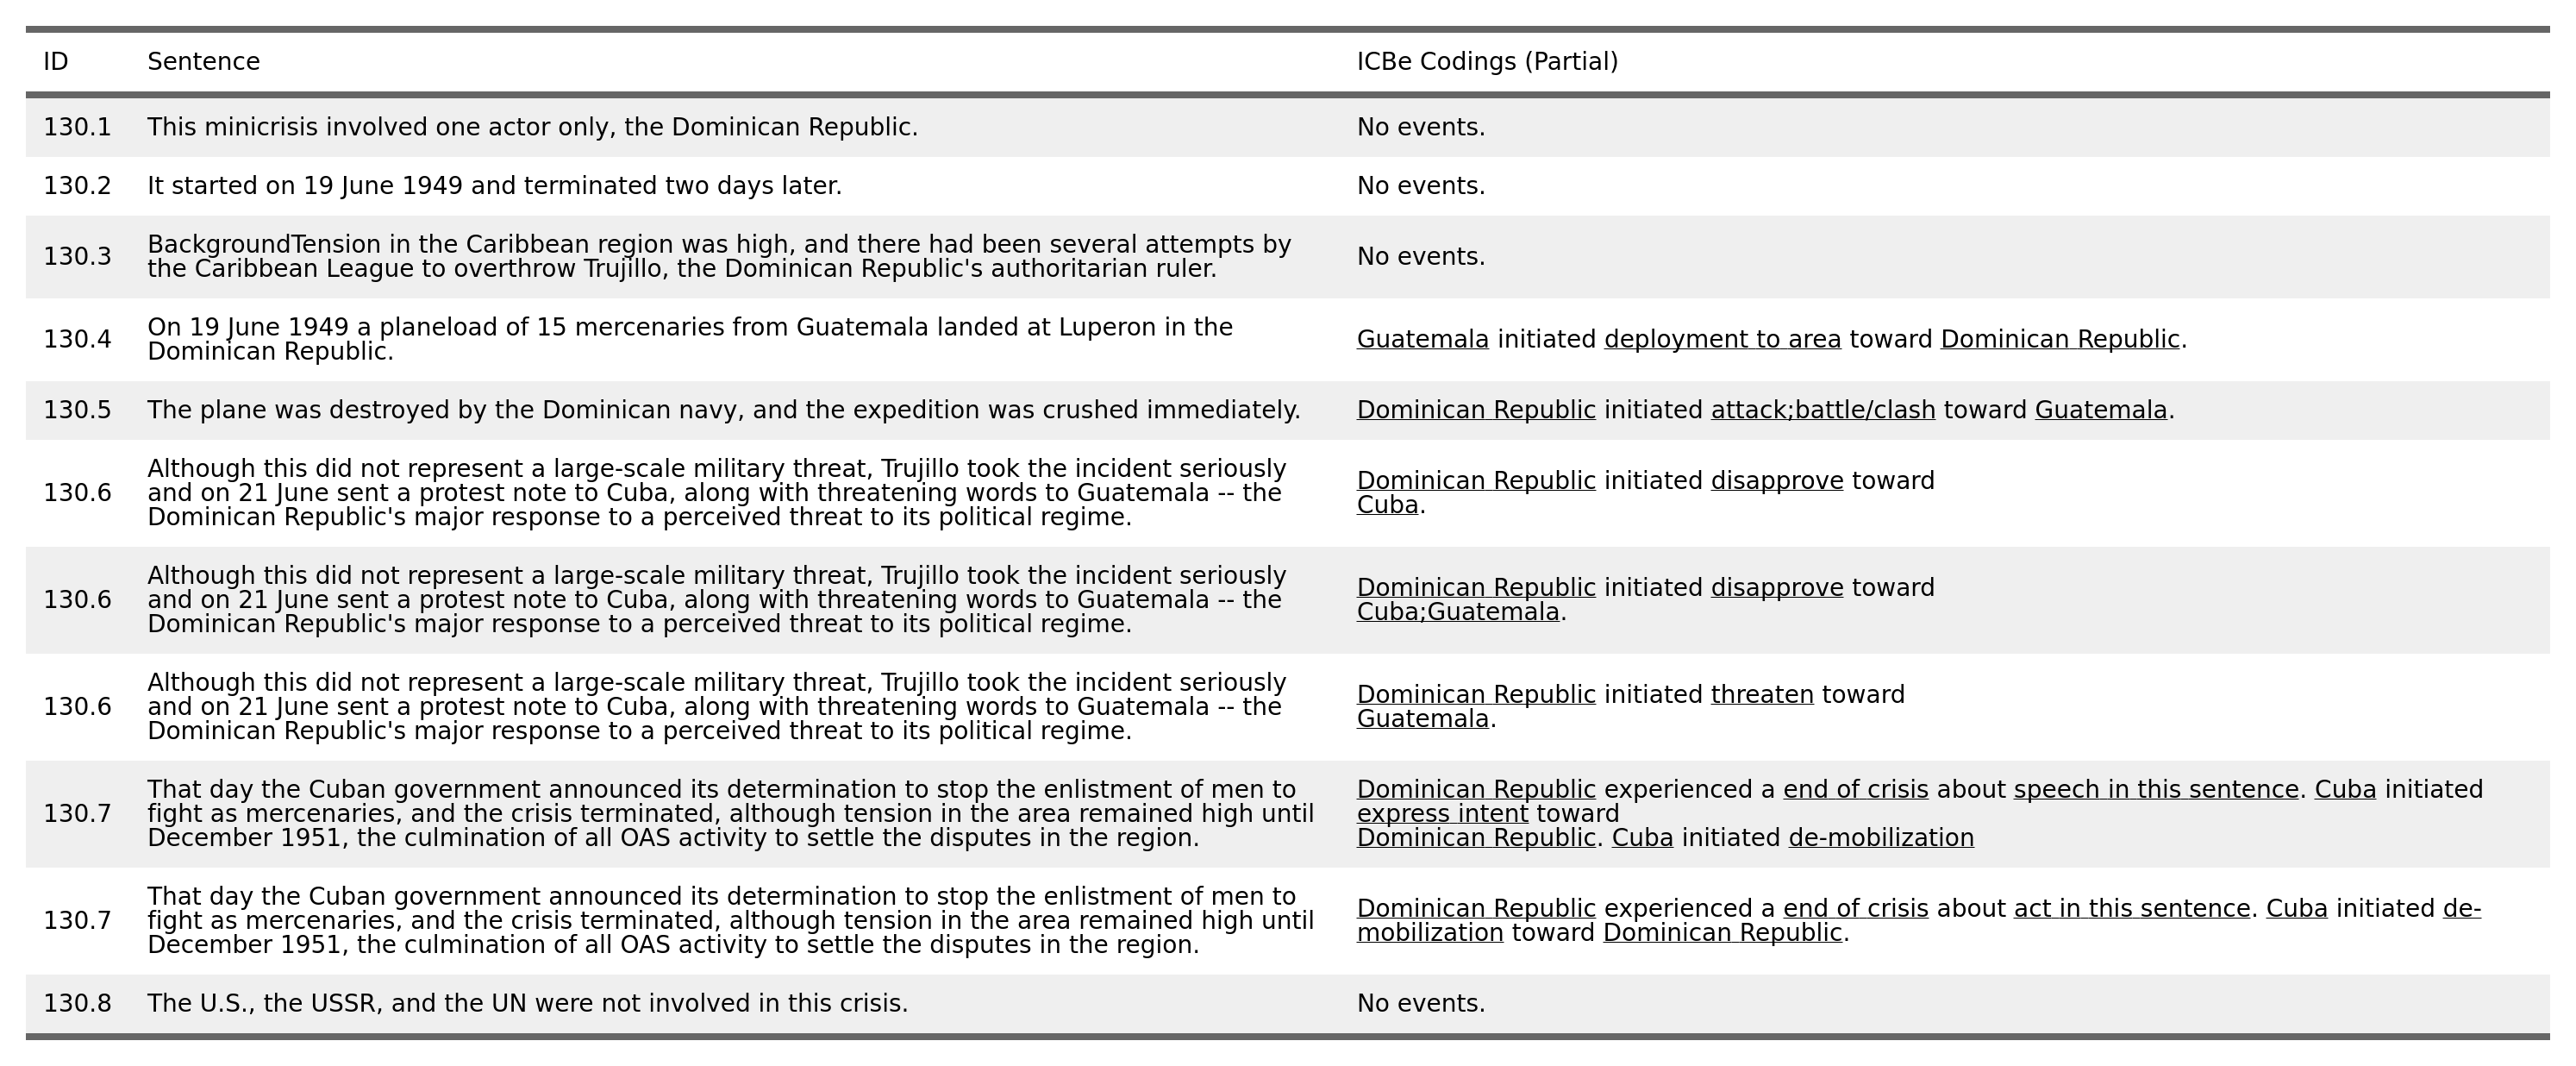 ID Sentence ICBe Codings (Partial)
130.1 This minicrisis involved one actor only, the Dominican Republic. No events.
130.2 It started on 19 June 1949 and terminated two days later. No events.
130.3 BackgroundTension in the Caribbean region was high, and there had been several attempts by
the Caribbean League to overthrow Trujillo, the Dominican Republic's authoritarian ruler. No events.
130.4 On 19 June 1949 a planeload of 15 mercenaries from Guatemala landed at Luperon in the
Dominican Republic. Guatemala initiated deployment to area toward Dominican Republic.
130.5 The plane was destroyed by the Dominican navy, and the expedition was crushed immediately. Dominican Republic initiated attack;battle/clash toward Guatemala.
130.6 Although this did not represent a large-scale military threat, Trujillo took the incident seriously
and on 21 June sent a protest note to Cuba, along with threatening words to Guatemala -- the
Dominican Republic's major response to a perceived threat to its political regime.
Dominican Republic initiated disapprove toward
Cuba.
130.6 Although this did not represent a large-scale military threat, Trujillo took the incident seriously
and on 21 June sent a protest note to Cuba, along with threatening words to Guatemala -- the
Dominican Republic's major response to a perceived threat to its political regime.
Dominican Republic initiated disapprove toward
Cuba;Guatemala.
130.6 Although this did not represent a large-scale military threat, Trujillo took the incident seriously
and on 21 June sent a protest note to Cuba, along with threatening words to Guatemala -- the
Dominican Republic's major response to a perceived threat to its political regime.
Dominican Republic initiated threaten toward
Guatemala.
130.7 That day the Cuban government announced its determination to stop the enlistment of men to
fight as mercenaries, and the crisis terminated, although tension in the area remained high until
December 1951, the culmination of all OAS activity to settle the disputes in the region.
Dominican Republic experienced a end of crisis about speech in this sentence. Cuba initiated
express intent toward
Dominican Republic. Cuba initiated de-mobilization
130.7 That day the Cuban government announced its determination to stop the enlistment of men to
fight as mercenaries, and the crisis terminated, although tension in the area remained high until
December 1951, the culmination of all OAS activity to settle the disputes in the region.
Dominican Republic experienced a end of crisis about act in this sentence. Cuba initiated de-
mobilization toward Dominican Republic.
130.8 The U.S., the USSR, and the UN were not involved in this crisis. No events.